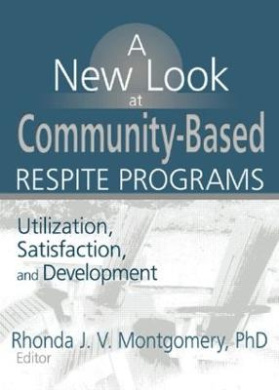 A
New Look
at
Community-Based
RESPITE PROGRAMS
Utilization,
Satisfaction,
and Development
Rhonda J. V. Montgomery, PhD
Editor